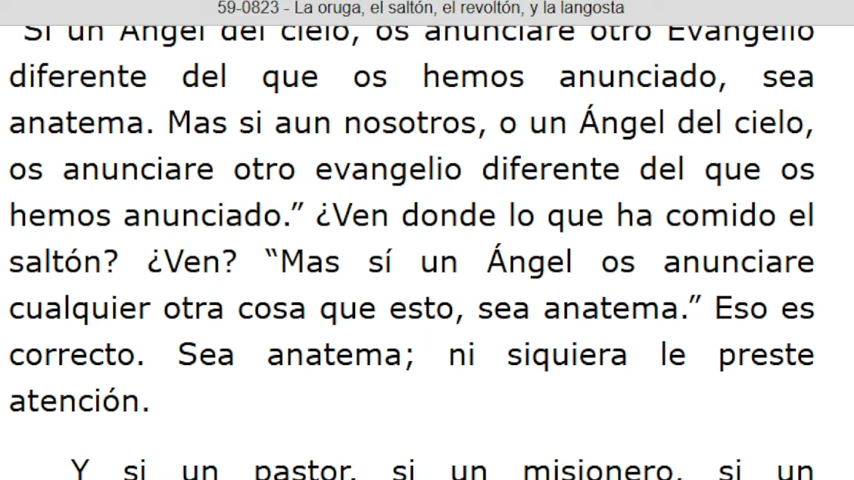 59-0823 - La oruga, el saltón, el revoltón, y la langosta
"Si un Ángel del cielo, os anunciare otro Evangelio
diferente del que os hemos anunciado, sea
anatema. Mas si aun nosotros, o un Ángel del cielo,
os anunciare otro evangelio diferente del que os
hemos anunciado.” ¿Ven donde lo que ha comido el
saltón? ¿Ven? “Mas sí un Ángel os anunciare
cualquier otra cosa que esto, sea anatema.” Eso es
correcto. Sea anatema; ni siquiera le preste
atención.
Y si un pastor, si un misionero, si un